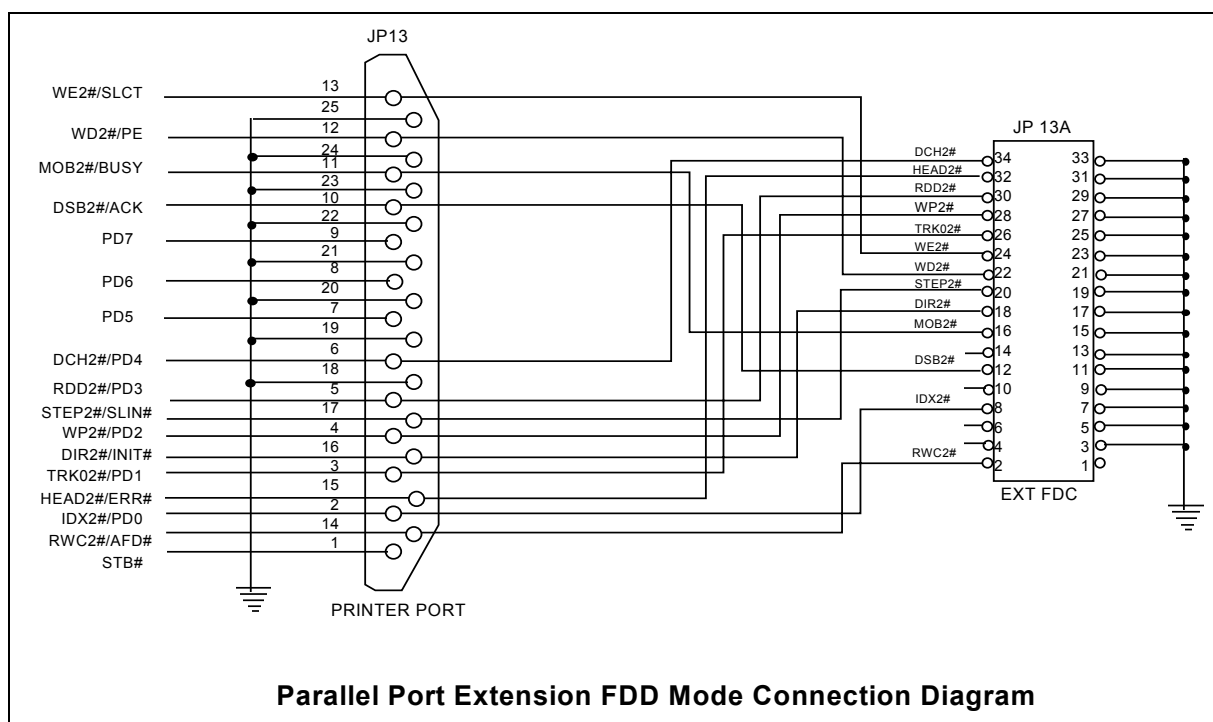 JP13
WE2#/SLCT
13
25
WD2#/PE
12
24
MOB2#/BUSY
11
23
DSB2#/ACK
10
22
PD7
9
21
PD6
8
20
PD5
7
19
DCH2#/PD4
6
18
RDD2#/PD3
5
STEP2#/SLIN#
17
WP2#/PD2
4
DIR2#/INIT#
16
TRK02#/PD1
3
HEAD2#/ERR#
15
IDX2#/PD0
2
RWC2#/AFD#
14
STB#
1
PRINTER PORT
JP 13A
DCH2# 34 33
HEAD2# 32 31
RDD2# 30 29
WP2# 28 27
TRK02# 26 25
WE2# 24 23
WD2# 22 21
STEP2# 20 19
DIR2# 18 17
MOB2# 16 15
14 13
DSB2# 12 11
10 9
IDX2# 8 7
6 5
4 3
RWC2# 2 1
EXT FDC
Parallel Port Extension FDD Mode Connection Diagram